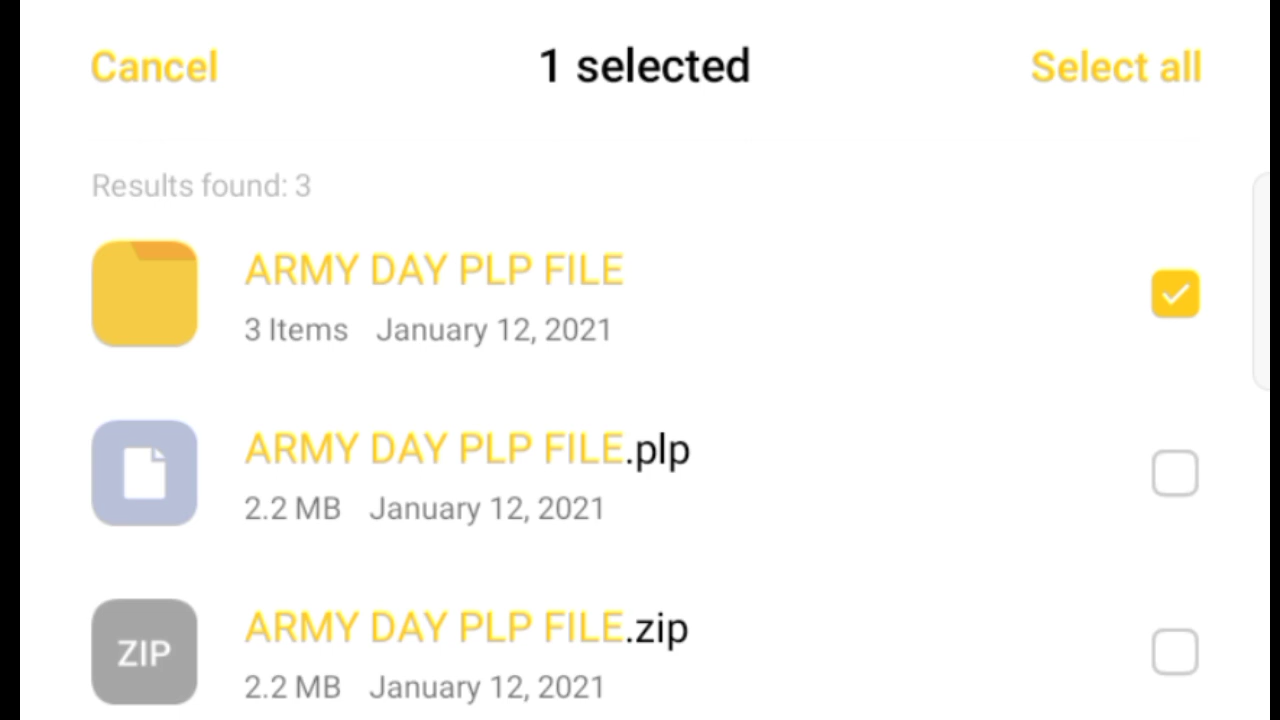 Cancel 1 selected Select all
Results found: 3
ARMY DAY PLP FILE
3 Items January 12, 2021
ARMY DAY PLP FILE.plp
2.2 MB January 12, 2021
ZIP ARMY DAY PLP FILE.zip
2.2 MB January 12, 2021